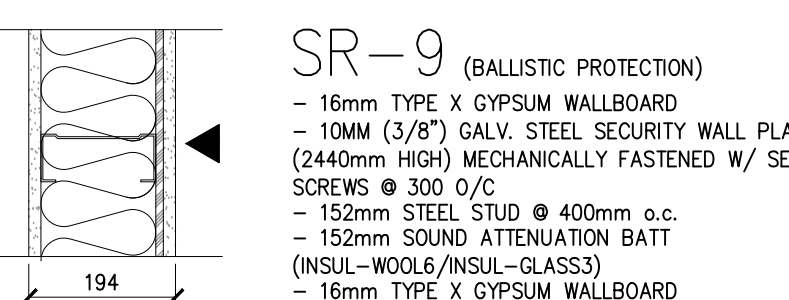 SR-9 (BALLISTIC PROTECTION)
- 16mm TYPE X GYPSUM WALLBOARD
- 10MM (3/8") GALV. STEEL SECURITY WALL
(2440mm HIGH) MECHANICALLY FASTENED W/
SCREWS @ 300 O/C
- 152mm STEEL STUD @ 400mm o.c.
- 152mm SOUND ATTENUATION BATT
(INSUL-WOOL6/INSUL-GLASS3)
- 16mm TYPE X GYPSUM WALLBOARD
194